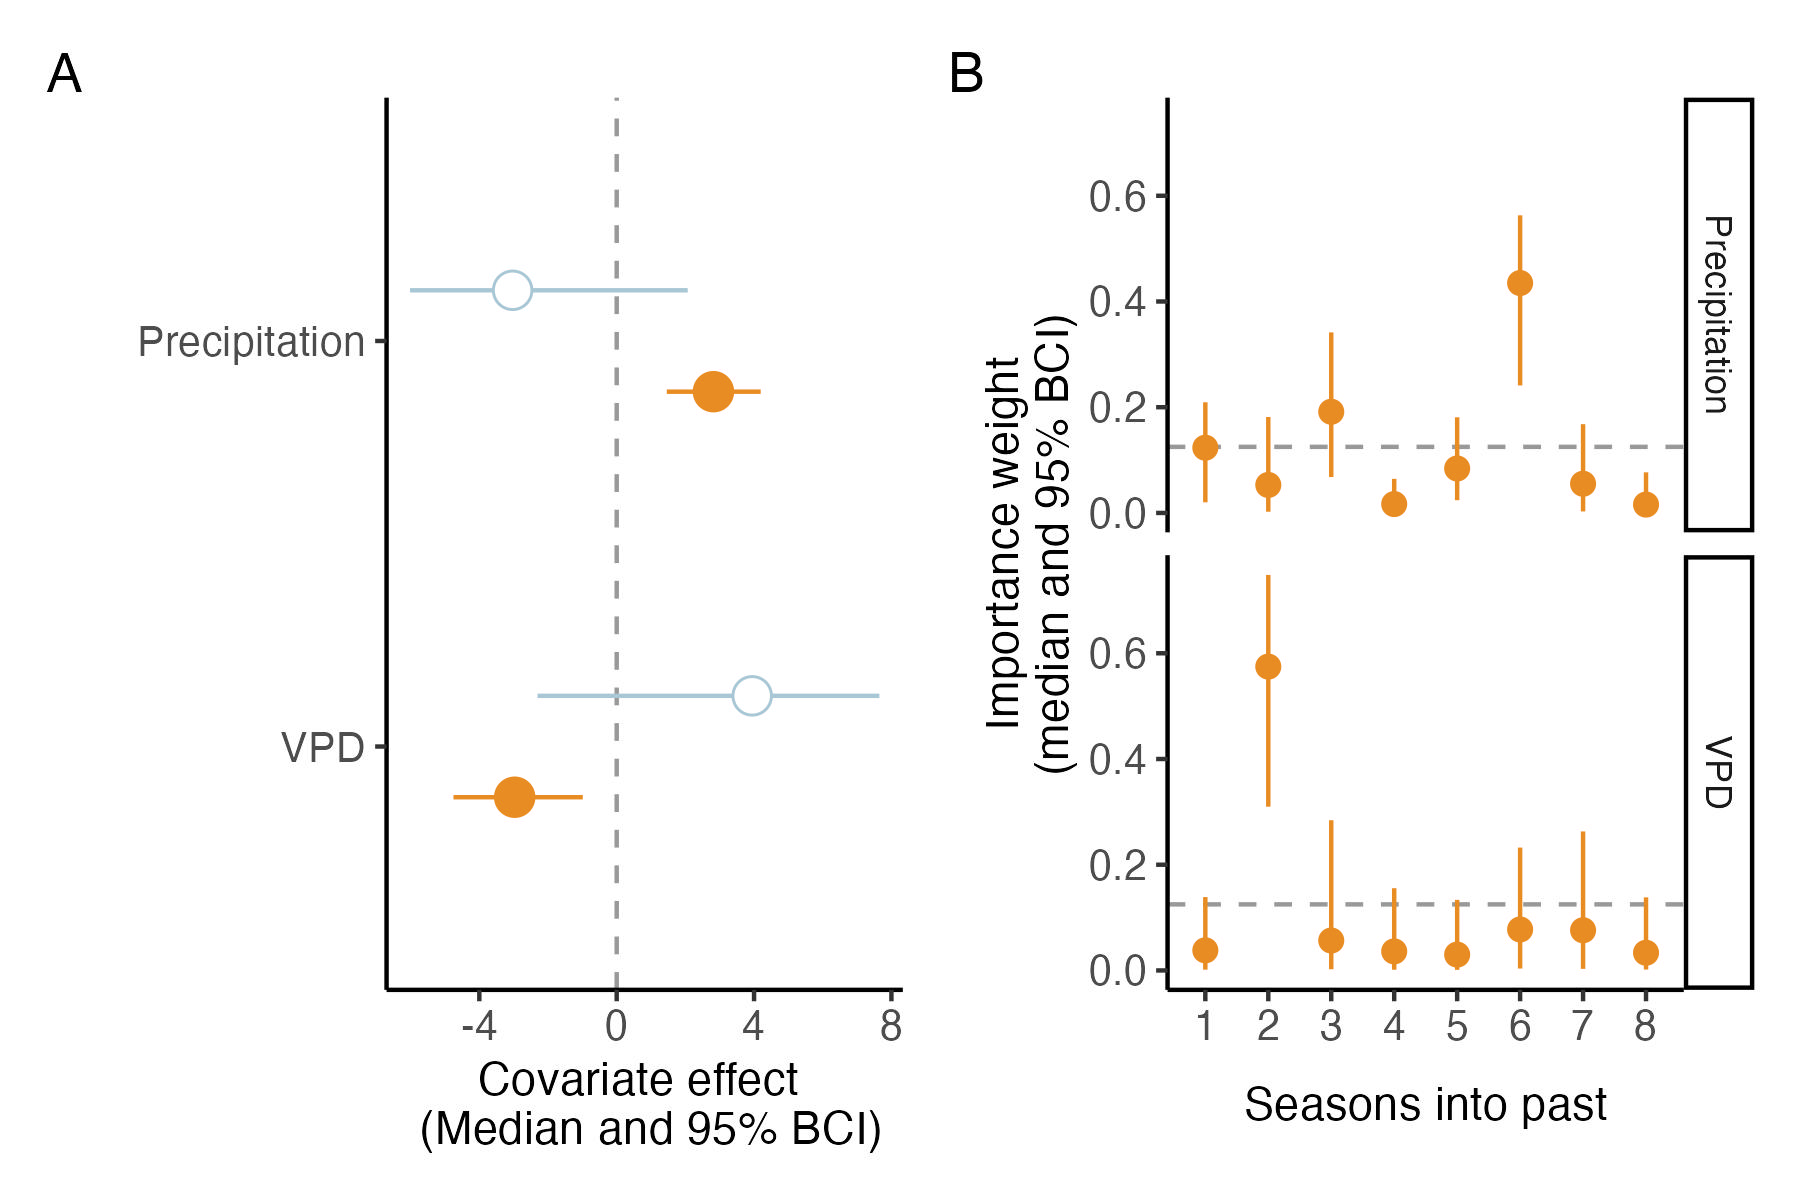 A
Precipitation
VPD
-4 0 4 8
Covariate effect
(Median and 95% BCI)
B
Importance weight
(median and 95% BCI)
0.6
0.4
0.2
0.0
Precipitation
0.6
0.4
0.2
0.0
VPD
1 2 3 4 5 6 7 8
Seasons into past